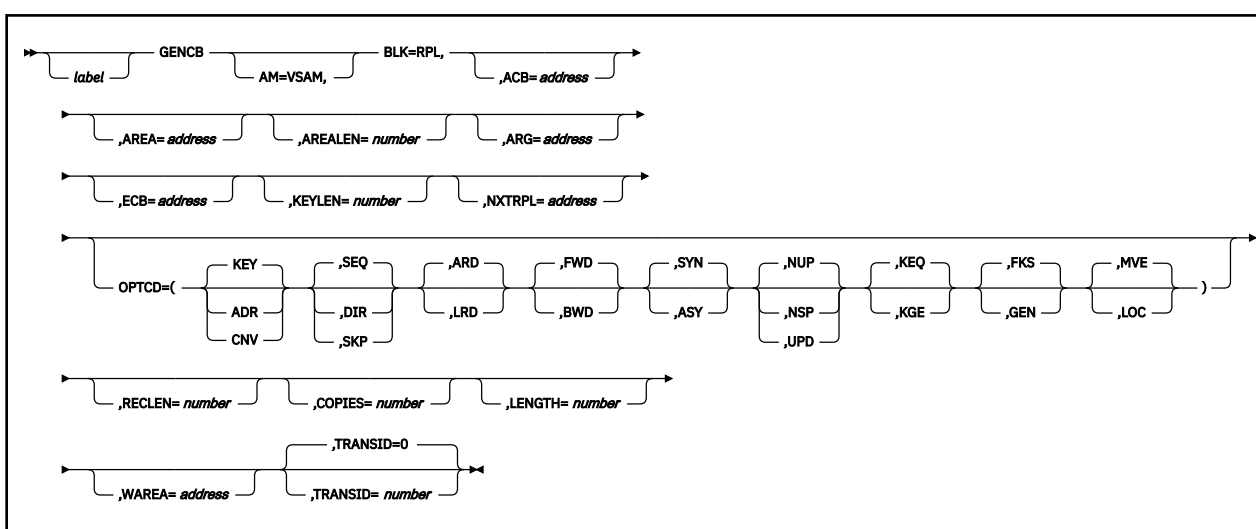 GENCB BLK=RPL,
label AM=VSAM, ,ACB= address
,AREA= address ,AREALEN= number ,ARG= address
,ECB= address ,KEYLEN= number ,NXTRPL= address
KEY ,SEQ ,ARD ,FWD ,SYN ,NUP ,KEQ ,FKS ,MVE
OPTCD=( )
ADR ,DIR ,LRD ,BWD ,ASY ,NSP ,KGE ,GEN ,LOC
CNV ,SKP ,UPD
,RECLEN= number ,COPIES= number ,LENGTH= number
,TRANSID=0
,WAREA= address ,TRANSID= number